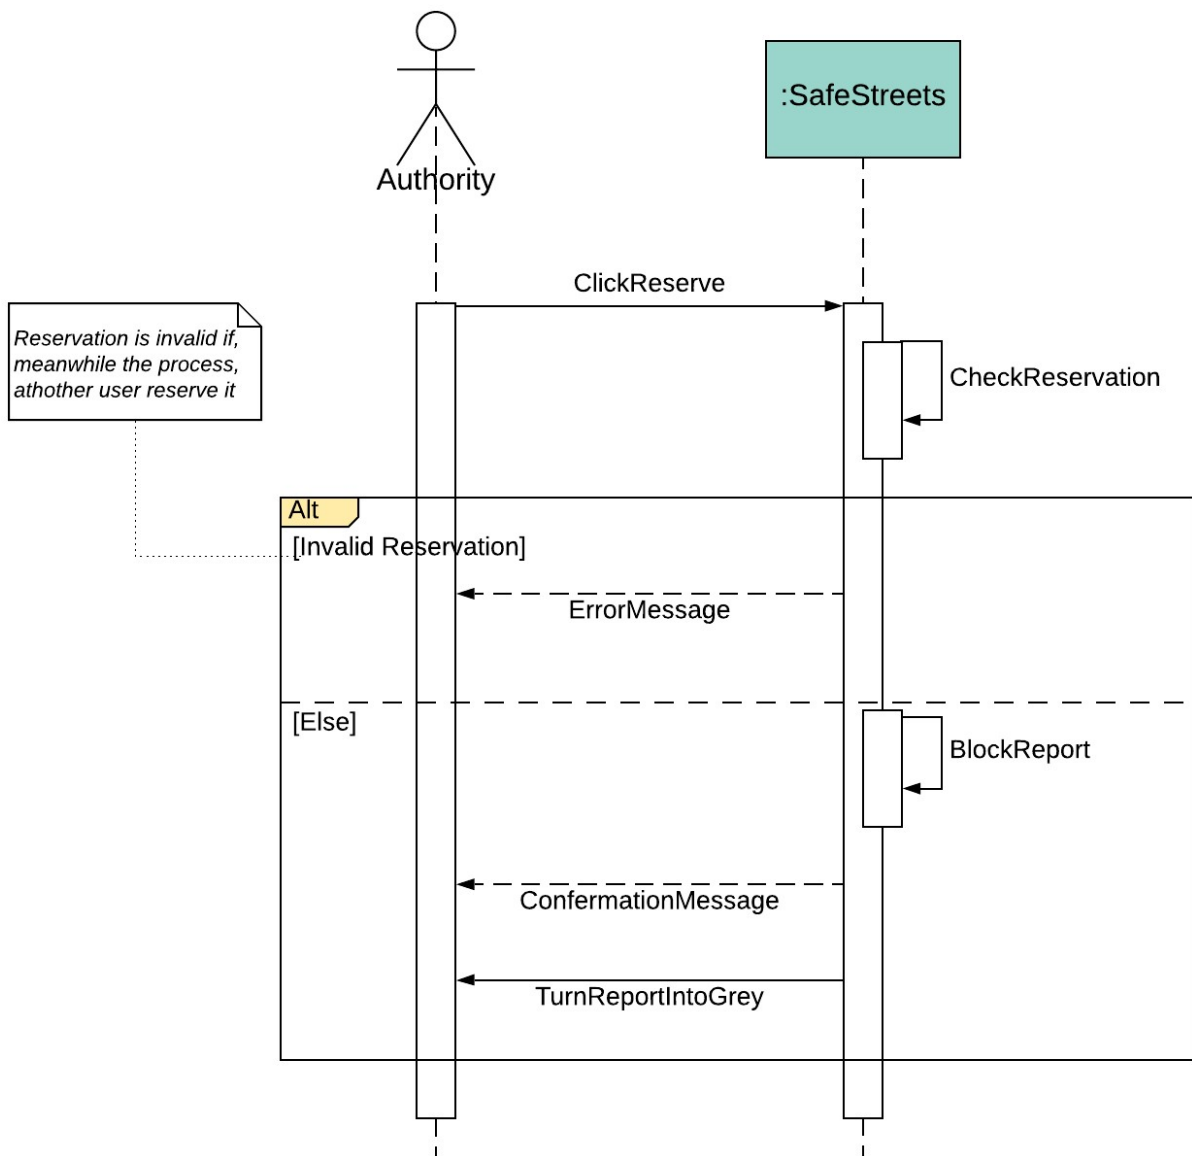 :SafeStreets
Authority
ClickReserve
Reservation is invalid if,
meanwhile the process,
athother user reserve it
CheckReservation
Alt
[Invalid Reservation]
ErrorMessage
[Else]
BlockReport
ConfermationMessage
TurnReportIntoGrey